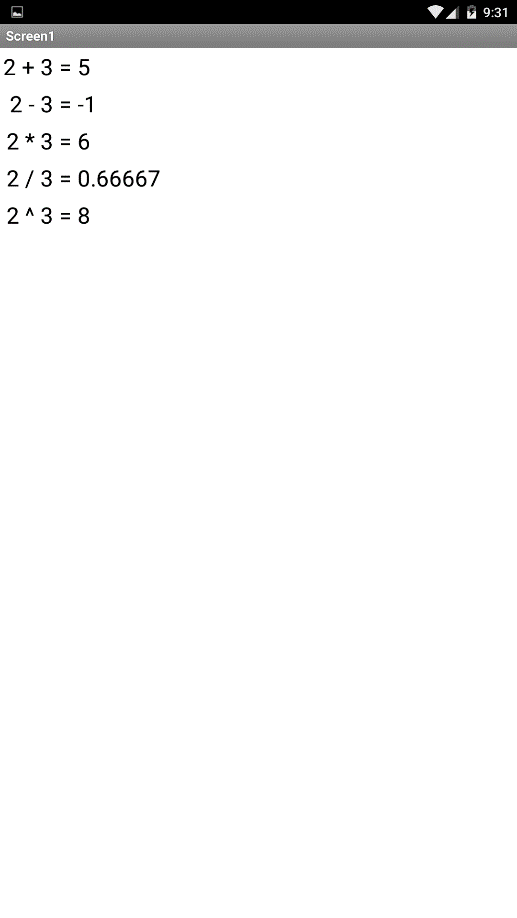 9:31
Screen1
2 + 3 = 5
2 - 3 = -1
2 * 3 = 6
2 / 3 = 0.66667
2 ^ 3 = 8